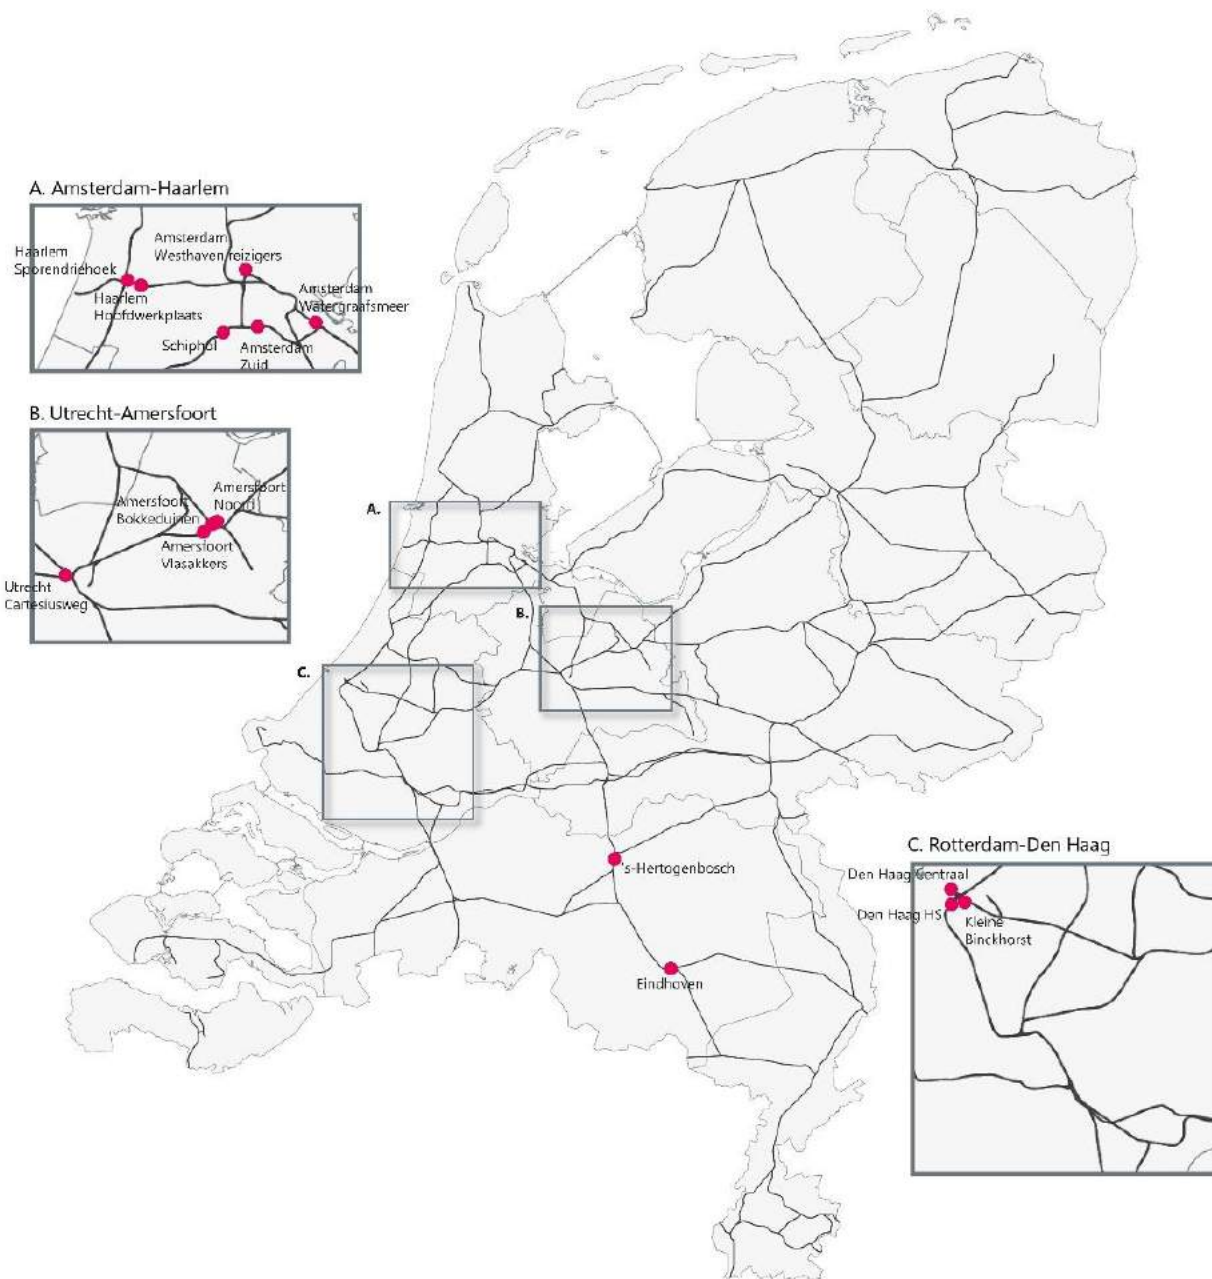 A. Amsterdam-Haarlem
Amsterdam
Westhaven reizigers
Haarlem
Sporendriehoek
Amsterdam
Watergraafsmeer
Haarlem
Hoofdwerkplaats
Schiphol
Amsterdam
Zuid
B. Utrecht-Amersfoort
Amersfoort
Noord
Amersfoort
Bokkeduinen
Amersfoort
Vlasakkers
Utrecht
Cartesiusweg
A.
B.
C.
's-Hertogenbosch
Eindhoven
C. Rotterdam-Den Haag
Den Haag Centraal
Den Haag HS
Kleine
Binckhorst